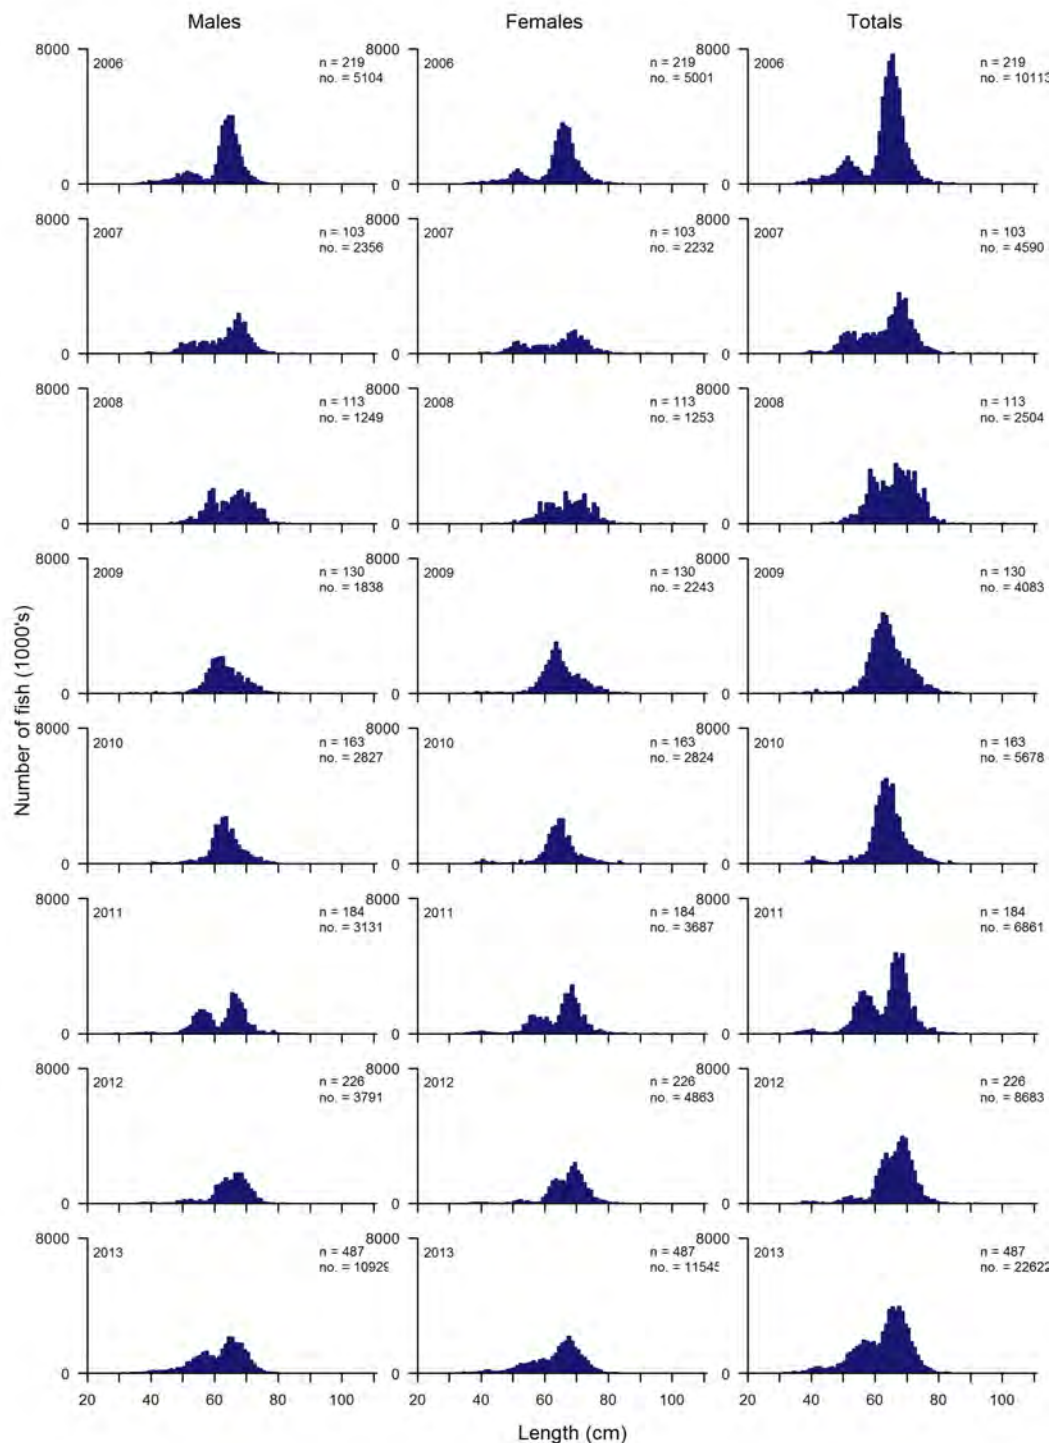 Males Females Totals
8000 2006 n = 219 8000 2006 n = 219 8000 2006 n = 219
no. = 5104 no. = 5001 no. = 10113
0 0 0
8000 2007 n = 103 8000 2007 n = 103 8000 2007 n = 103
no. = 2356 no. = 2232 no. = 4590
0 0 0
8000 2008 n = 113 8000 2008 n = 113 8000 2008 n = 113
no. = 1249 no. = 1253 no. = 2504
0 0 0
8000 2009 n = 130 8000 2009 n = 130 8000 2009 n = 130
no. = 1838 no. = 2243 no. = 4083
0 0 0
Number of fish (1000's)
8000 2010 n = 163 8000 2010 n = 163 8000 2010 n = 163
no. = 2827 no. = 2824 no. = 5678
0 0 0
8000 2011 n = 184 8000 2011 n = 184 8000 2011 n = 184
no. = 3131 no. = 3687 no. = 6861
0 0 0
8000 2012 n = 226 8000 2012 n = 226 8000 2012 n = 226
no. = 3791 no. = 4863 no. = 8683
0 0 0
8000 2013 n = 487 8000 2013 n = 487 8000 2013 n = 487
no. = 10929 no. = 11545 no. = 22622
0 0 0
20 40 60 80 100 20 40 60 80 100 20 40 60 80 100
Length (cm)